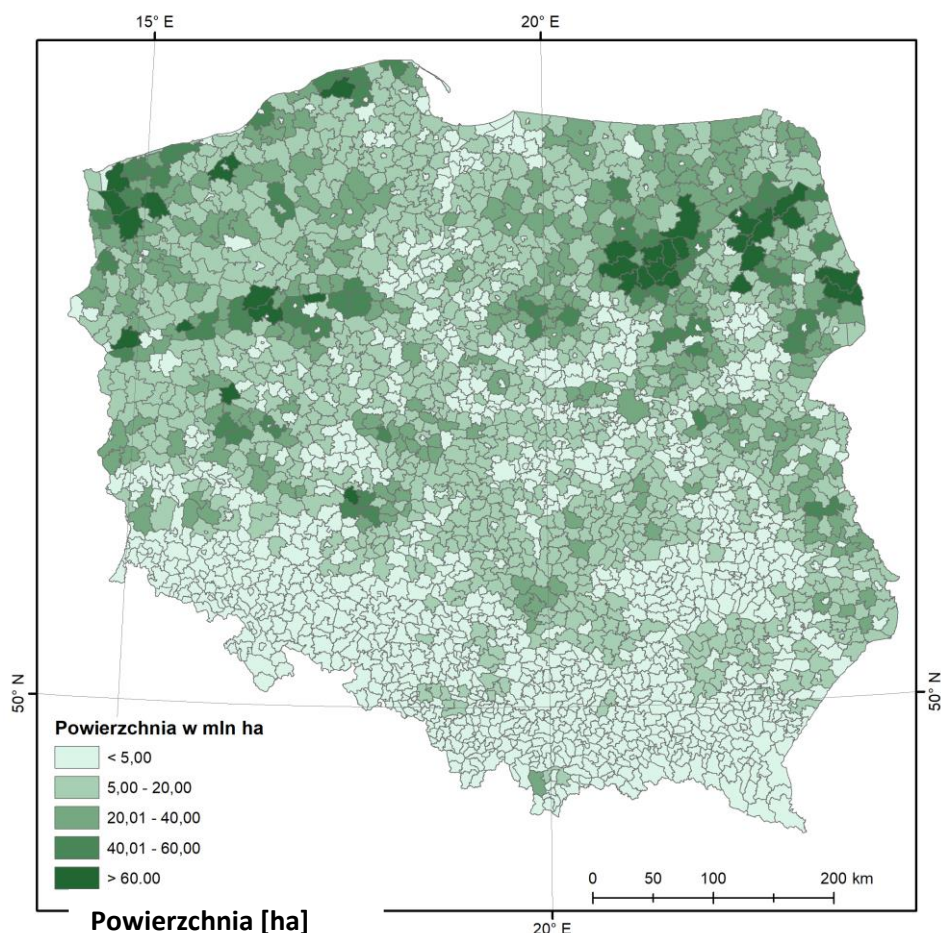 15° E 20° E
50° N 50° N
Powierzchnia w mln ha
< 5,00
5,00 - 20,00
20,01 - 40,00
40,01 - 60,00
> 60.00
0 50 100 200 km
Powierzchnia [ha]
20° E